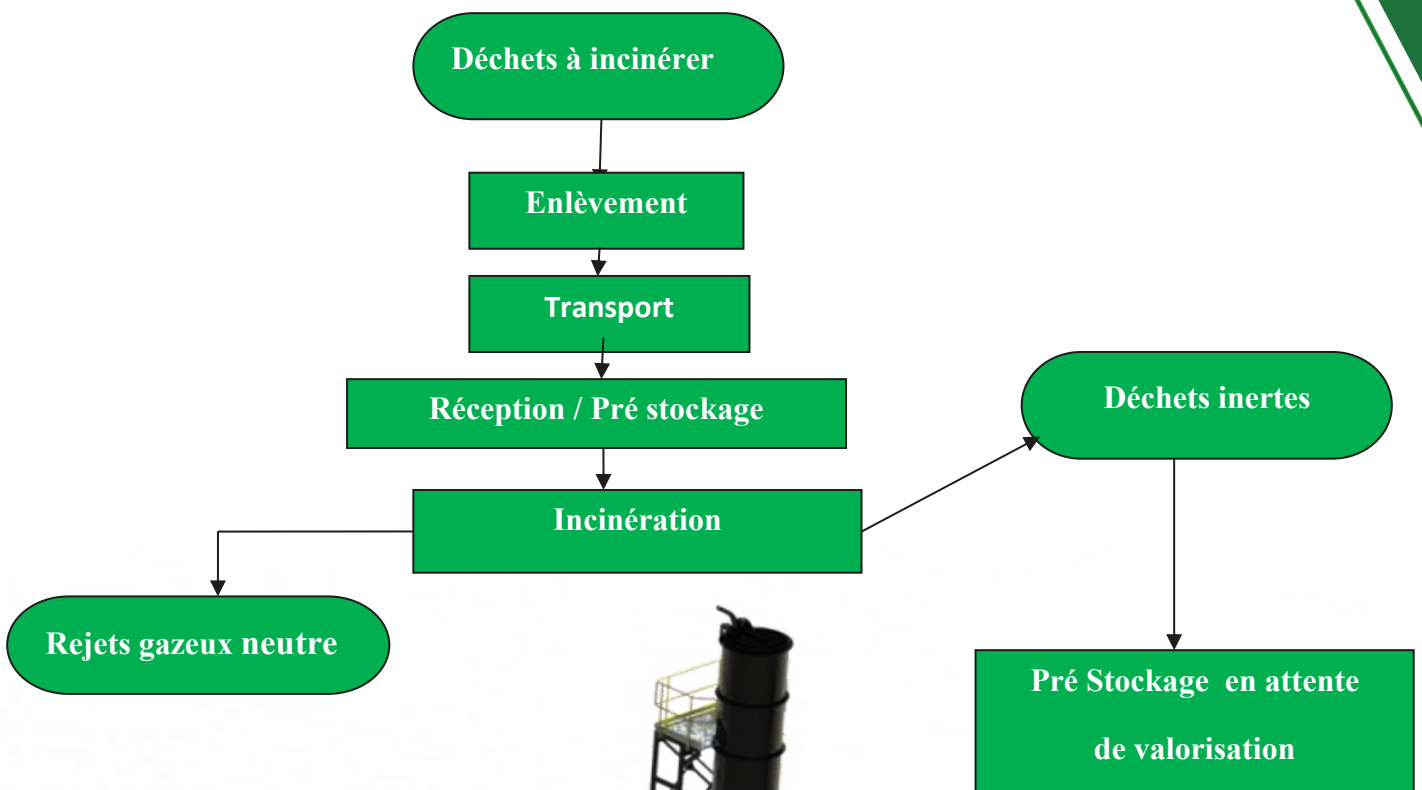 Déchets à incinérer
Enlèvement
Transport
Réception / Pré stockage
Déchets inertes
Incinération
Rejets gazeux neutre
Pré Stockage en attente
de valorisation